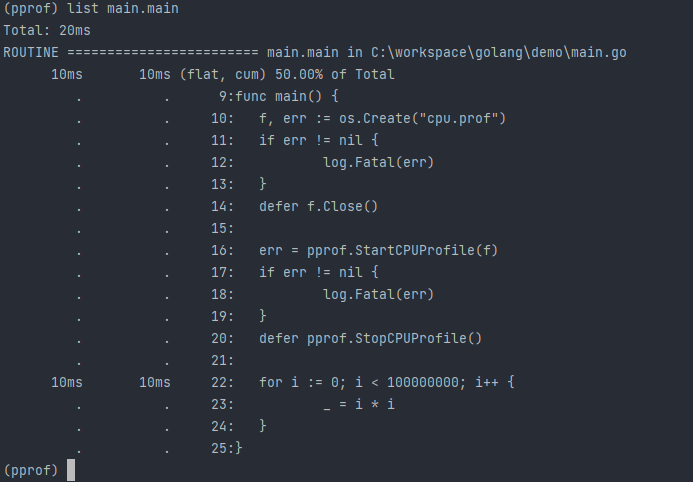 (pprof) list main.main
Total: 20ms
ROUTINE ======================== main.main in C:\workspace\golang\demo\main.go
      10ms       10ms (flat, cum) 50.00% of Total
         .          .      9:func main() {
         .          .     10:   f, err := os.Create("cpu.prof")
         .          .     11:   if err != nil {
         .          .     12:           log.Fatal(err)
         .          .     13:   }
         .          .     14:   defer f.Close()
         .          .     15:
         .          .     16:   err = pprof.StartCPUProfile(f)
         .          .     17:   if err != nil {
         .          .     18:           log.Fatal(err)
         .          .     19:   }
         .          .     20:   defer pprof.StopCPUProfile()
         .          .     21:
      10ms       10ms     22:   for i := 0; i < 100000000; i++ {
         .          .     23:           _ = i * i
         .          .     24:   }
         .          .     25:}
(pprof)